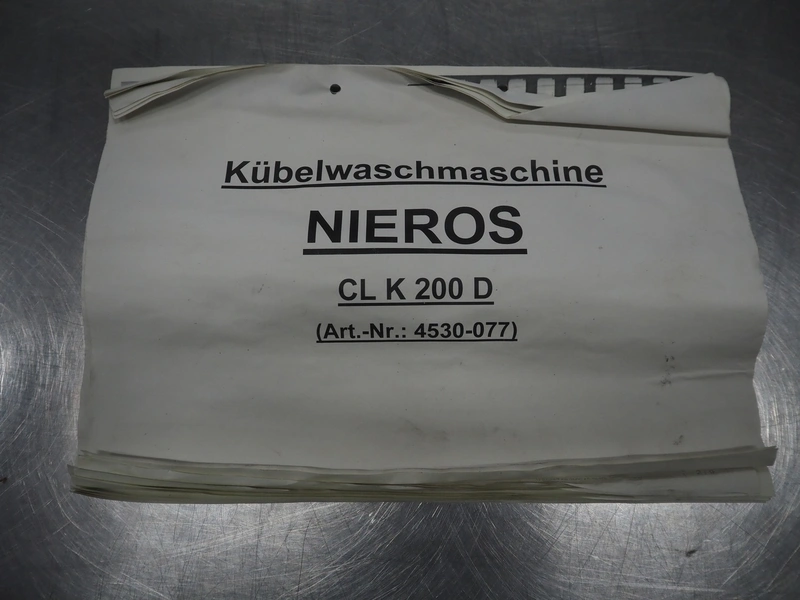 Kübelwaschmaschine
NIEROS
CL K 200 D
(Art.-Nr.: 4530-077)